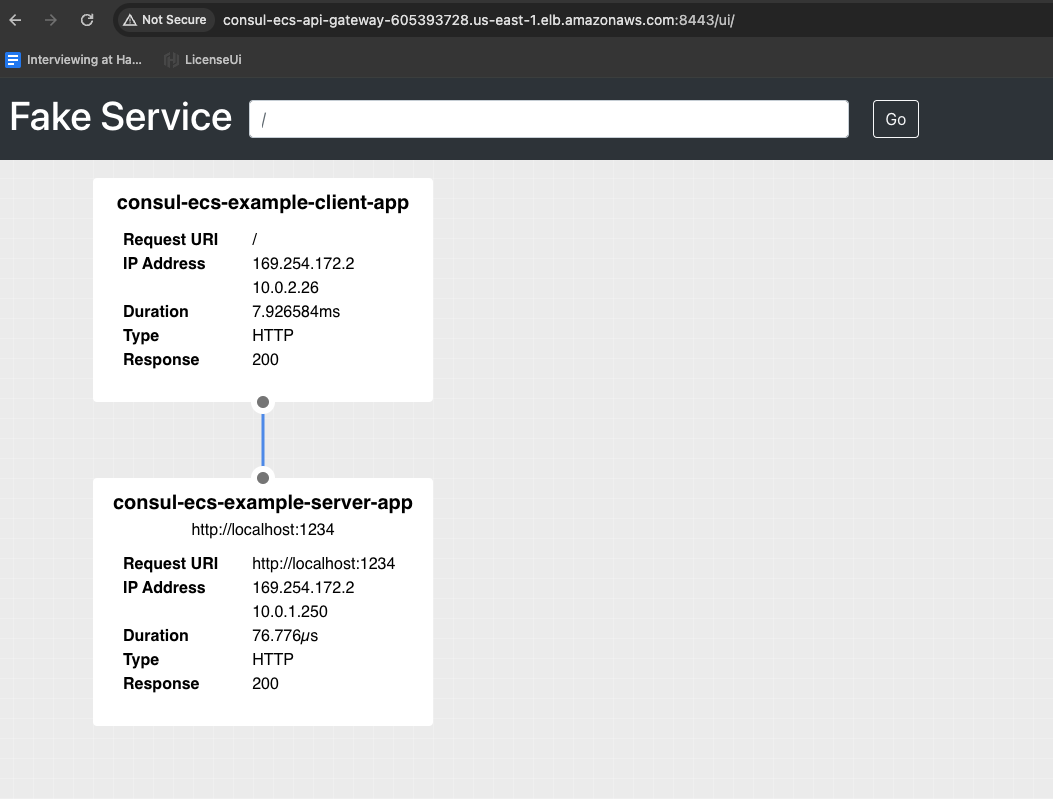 Not Secure consul-ecs-api-gateway-605393728.us-east-1.elb.amazonaws.com:8443/ui/
Interviewing at Ha... LicenseUi
Fake Service / Go
consul-ecs-example-client-app
Request URI /
IP Address 169.254.172.2
10.0.2.26
Duration 7.926584ms
Type HTTP
Response 200
consul-ecs-example-server-app
http://localhost:1234
Request URI http://localhost:1234
IP Address 169.254.172.2
10.0.1.250
Duration 76.776µs
Type HTTP
Response 200